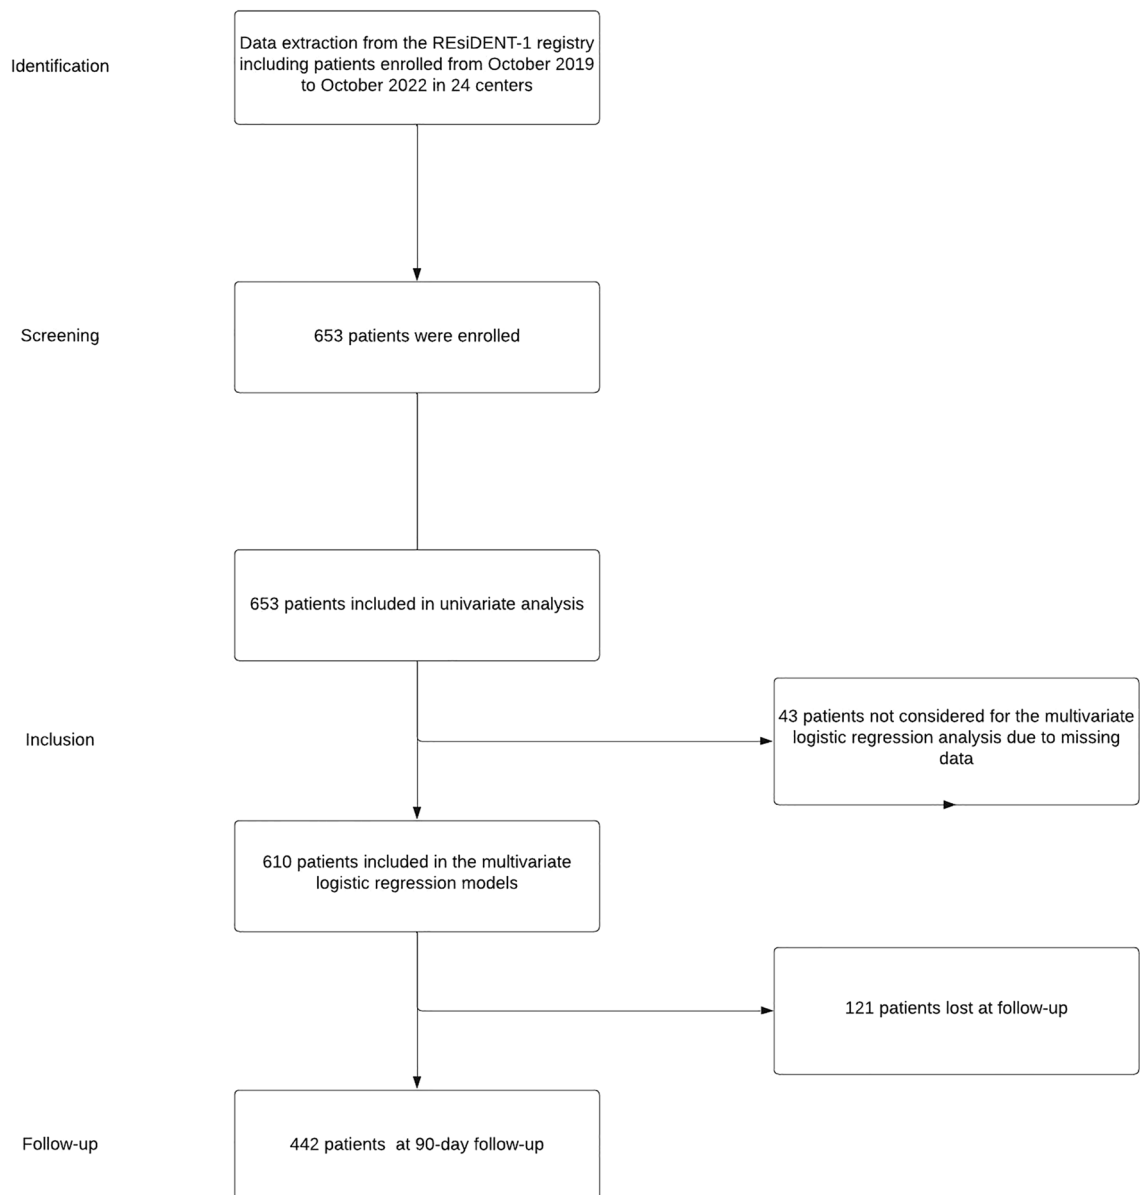 Identification
Data extraction from the REsiDENT-1 registry
including patients enrolled from October 2019
to October 2022 in 24 centers
Screening
653 patients were enrolled
653 patients included in univariate analysis
Inclusion
43 patients not considered for the multivariate
logistic regression analysis due to missing
data
610 patients included in the multivariate
logistic regression models
121 patients lost at follow-up
Follow-up
442 patients  at 90-day follow-up